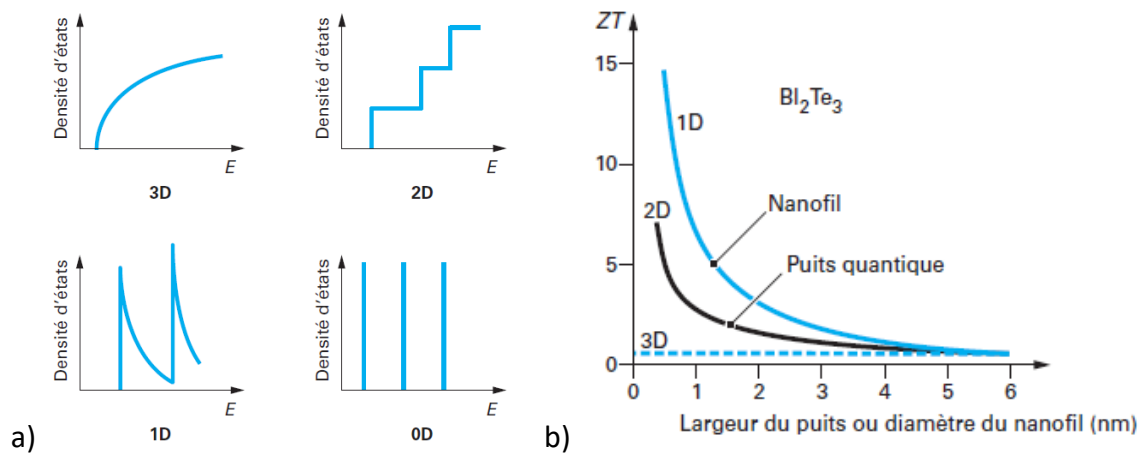 Densité d'états
E
3D
Densité d'états
E
2D
Densité d'états
E
1D
Densité d'états
E
0D
a)
ZT
15
10
5
0
BI₂Te₃
1D
2D
3D
Nanofil
Puits quantique
0 1 2 3 4 5 6
Largeur du puits ou diamètre du nanofil (nm)
b)